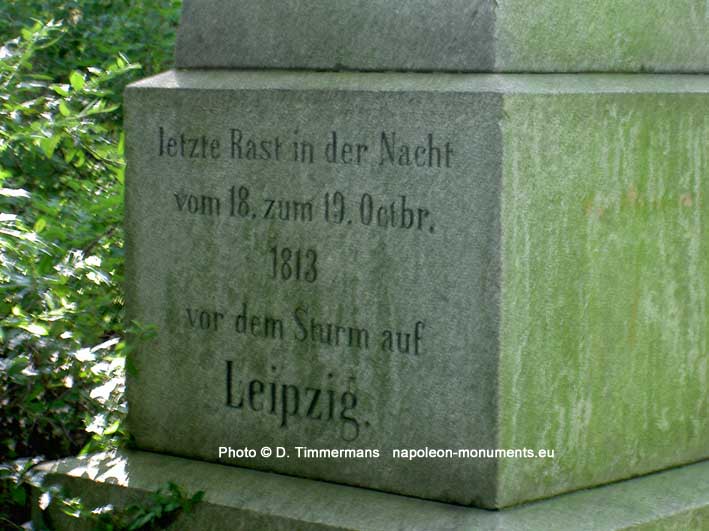 letzte Rast in der Nacht
vom 18. zum 19. Octbr.
1813
vor dem Sturm auf
Leipzig.
Photo © D. Timmermans napoleon-monuments.eu